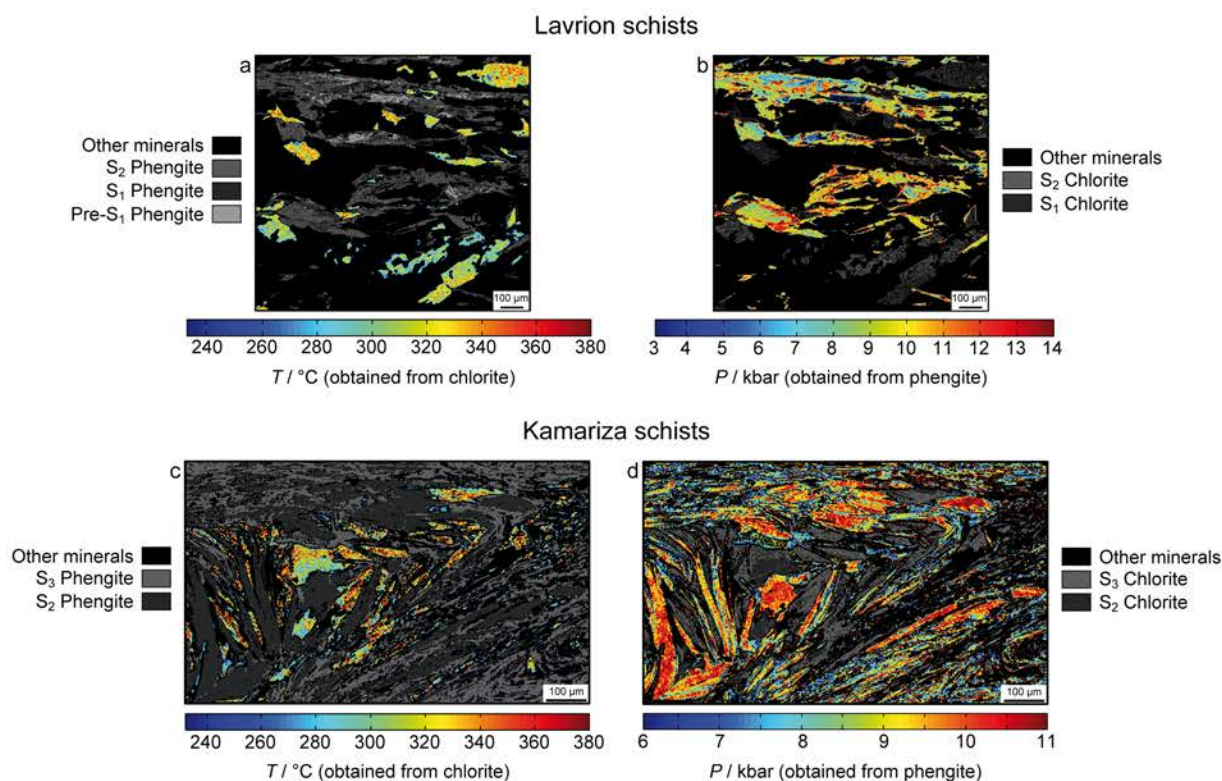 Lavrion schists
a
b
Other minerals
S₂ Phengite
S₁ Phengite
Pre-S₁ Phengite
Other minerals
S₂ Chlorite
S₁ Chlorite
100 µm
100 µm
240 260 280 300 320 340 360 380
3 4 5 6 7 8 9 10 11 12 13 14
T / °C (obtained from chlorite)
P / kbar (obtained from phengite)
Kamariza schists
c
d
Other minerals
S₃ Phengite
S₂ Phengite
Other minerals
S₃ Chlorite
S₂ Chlorite
100 µm
100 µm
240 260 280 300 320 340 360 380
6 7 8 9 10 11
T / °C (obtained from chlorite)
P / kbar (obtained from phengite)